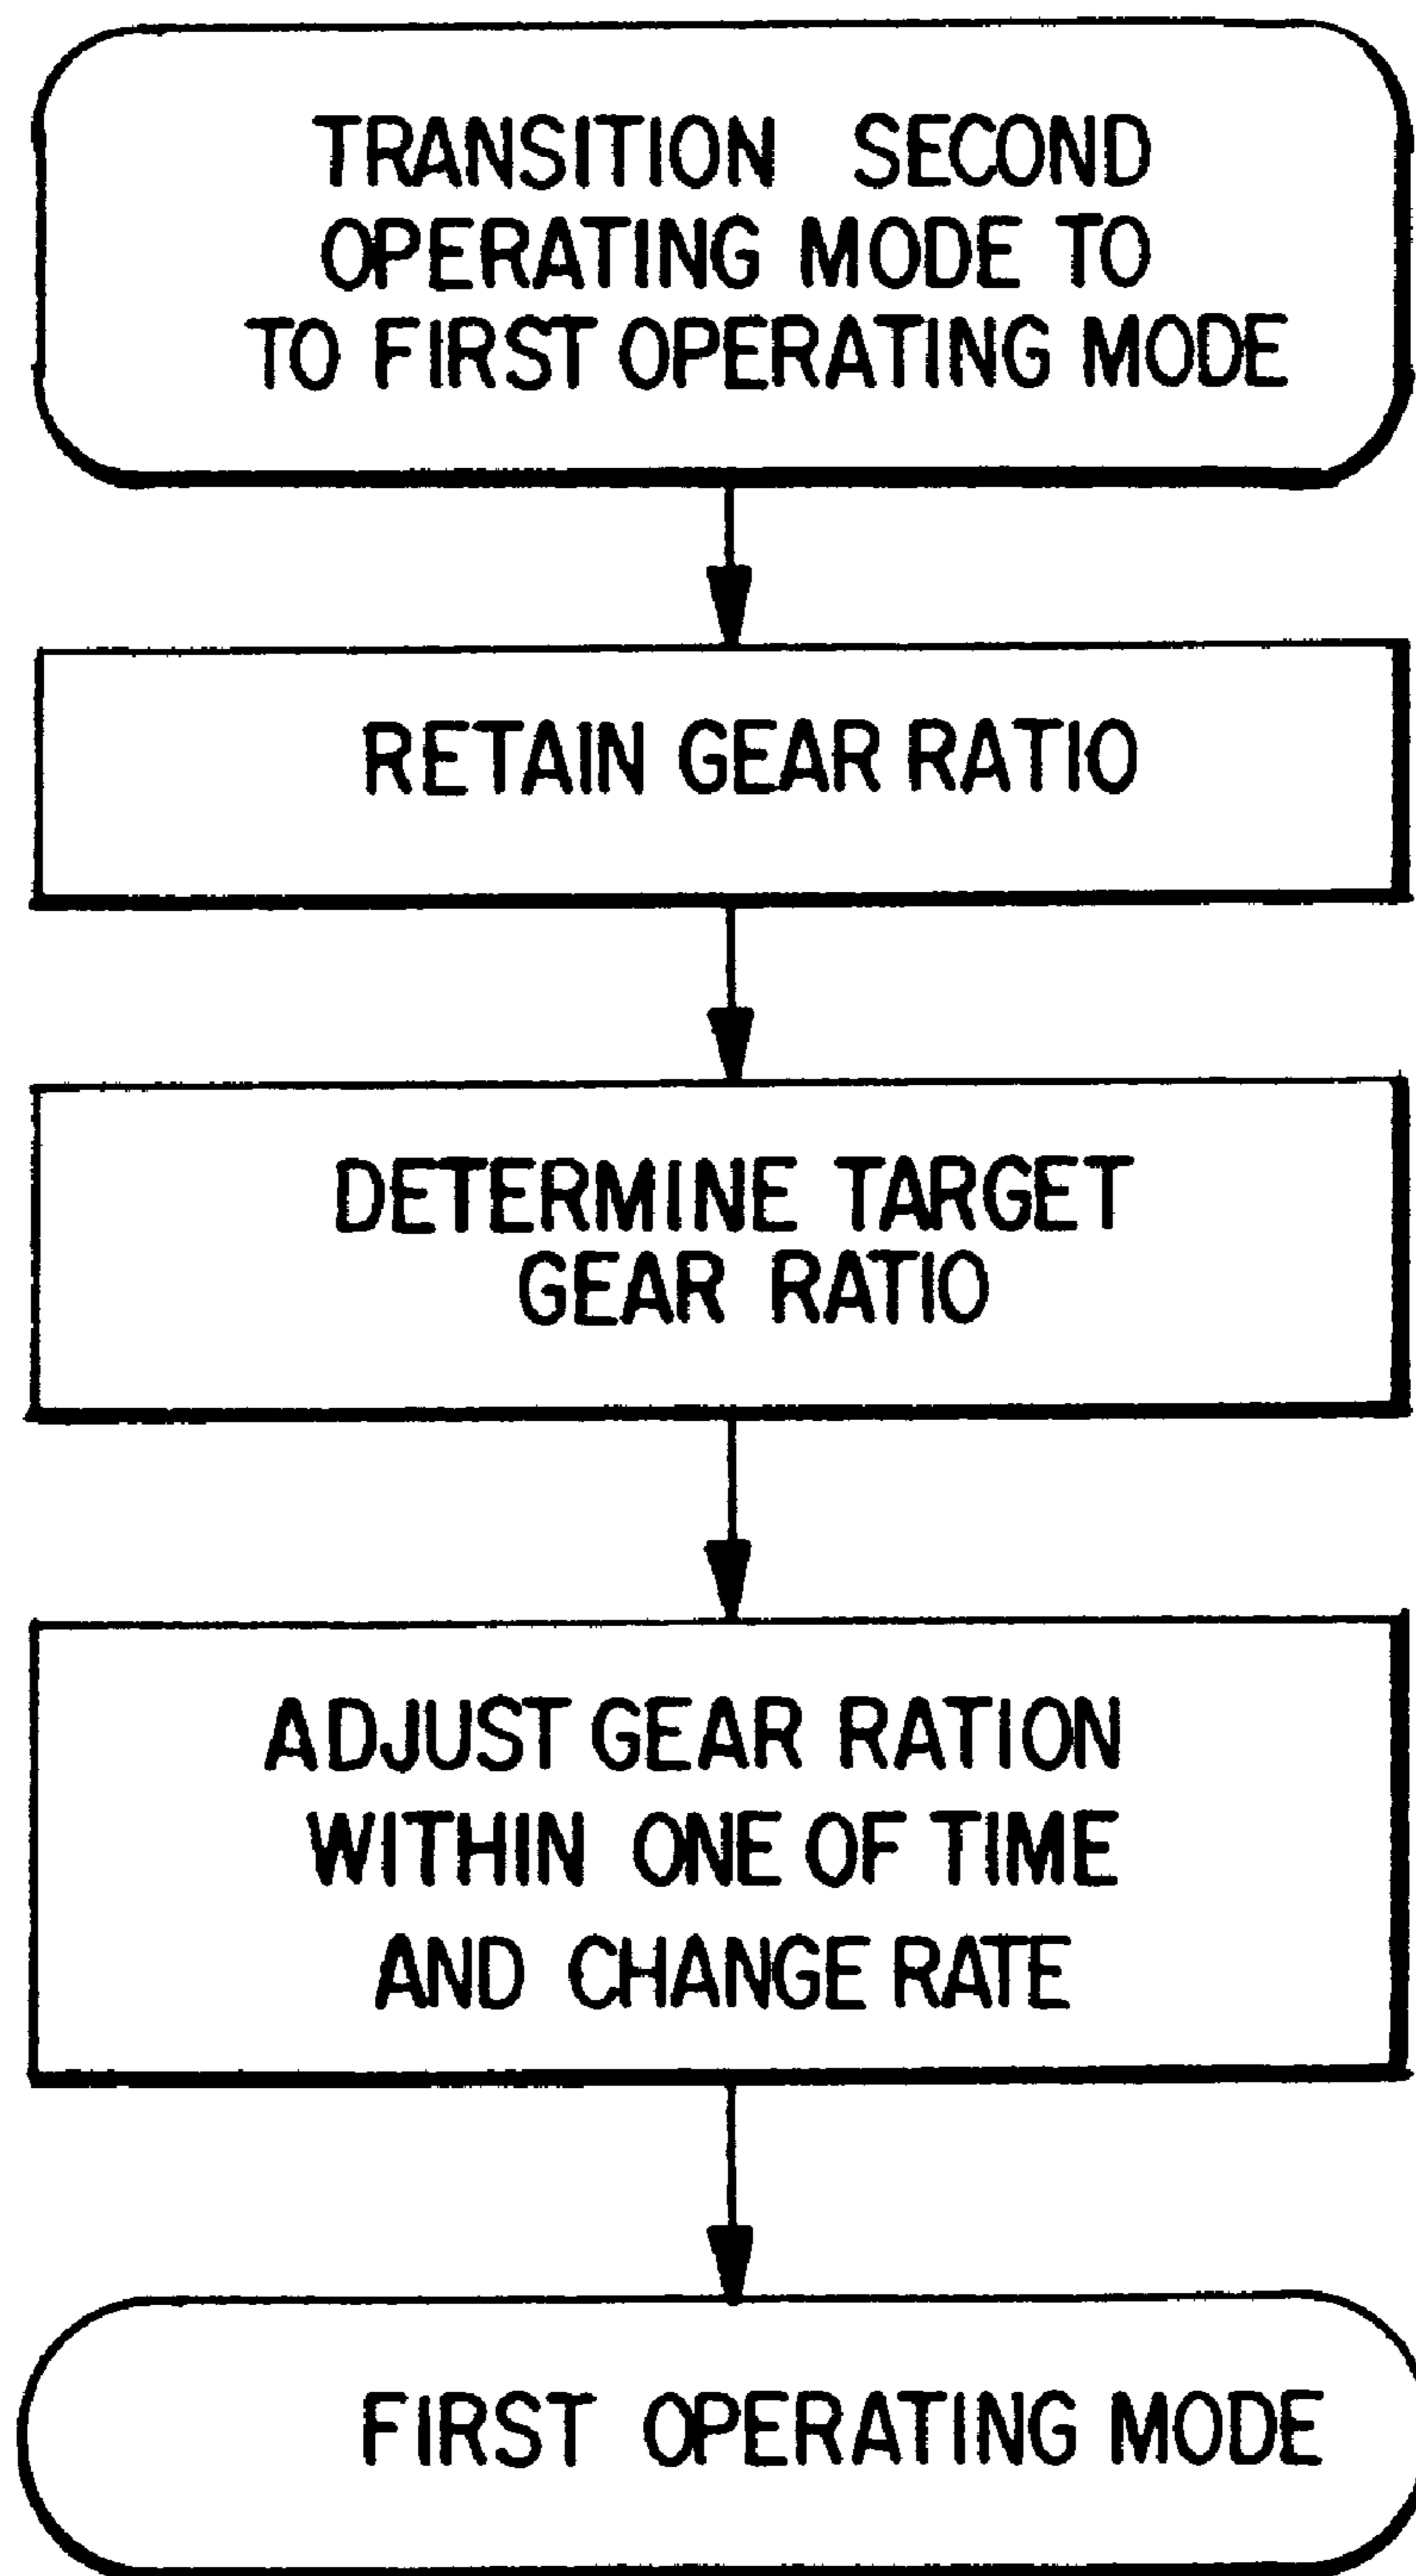 TRANSITION SECOND
OPERATING MODE TO
TO FIRST OPERATING MODE
RETAIN GEAR RATIO
DETERMINE TARGET
GEAR RATIO
ADJUST GEAR RATION
WITHIN ONE OF TIME
AND CHANGE RATE
FIRST OPERATING MODE